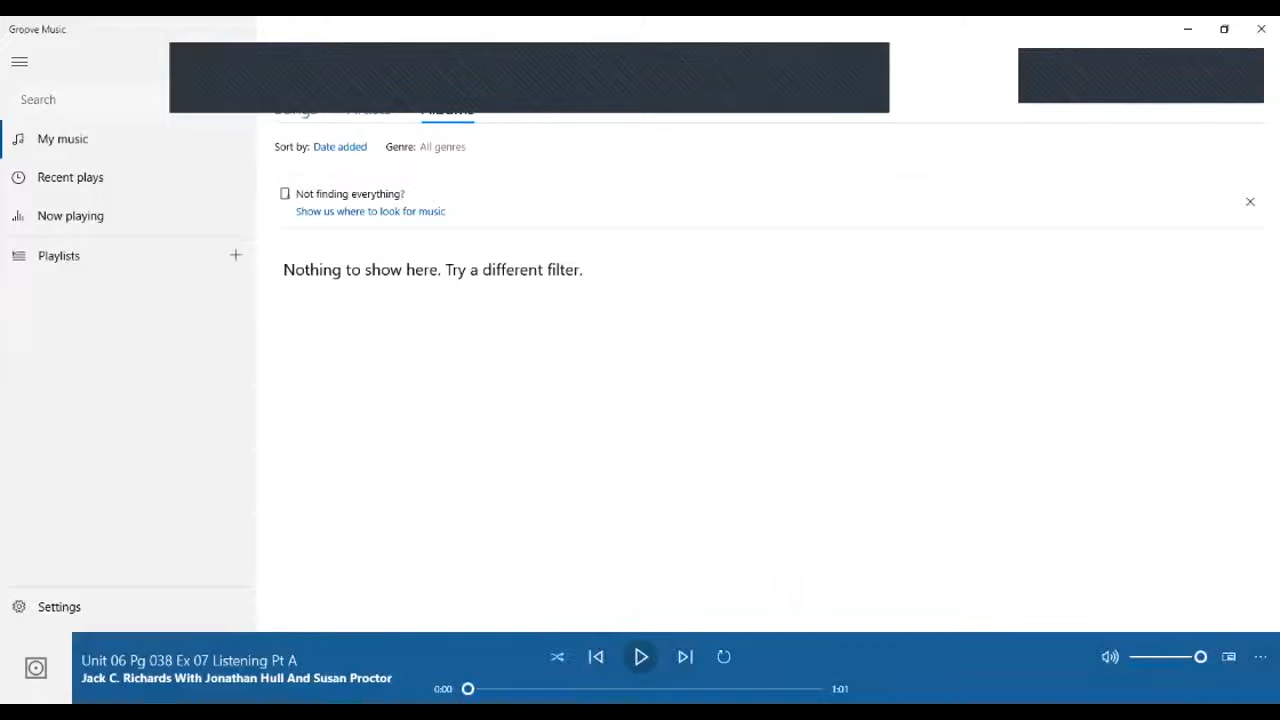 Groove Music
Search
My music
Recent plays
Now playing
Playlists
Sort by: Date added Genre: All genres
Not finding everything?
Show us where to look for music
Nothing to show here. Try a different filter.
Settings
Unit 06 Pg 038 Ex 07 Listening Pt A
Jack C. Richards With Jonathan Hull And Susan Proctor
0:00 1:01